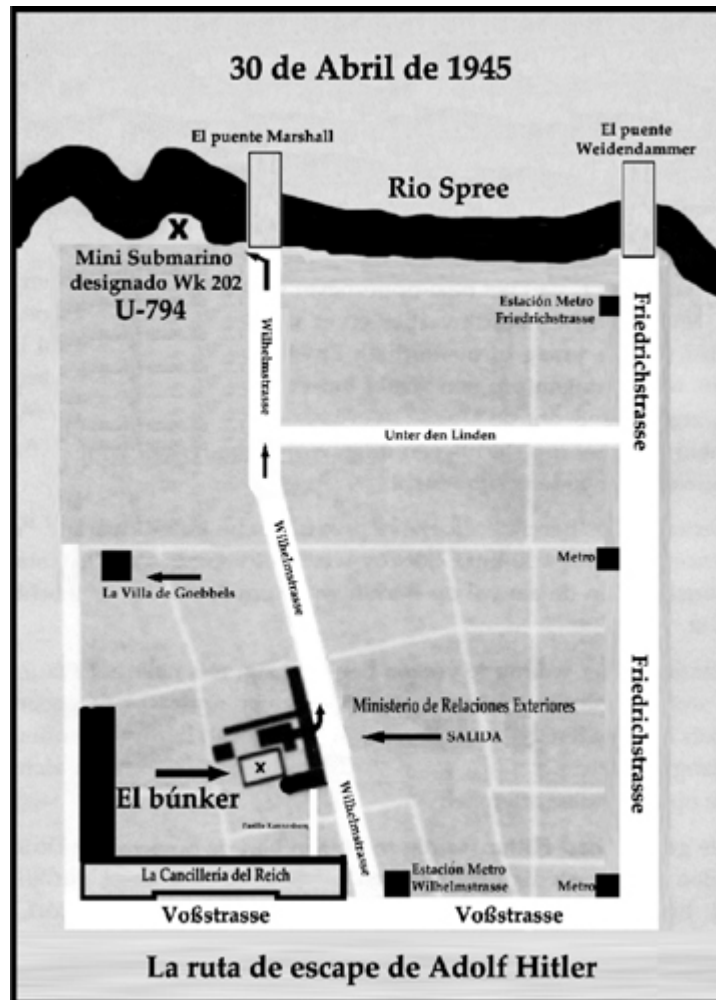 30 de Abril de 1945
El puente Marshall
El puente
Weidendammer
Rio Spree
X
Mini Submarino
designado Wk 202
U-794
Estación Metro
Friedrichstrasse
Friedrichstrasse
Wilhelmstrasse
Unter den Linden
Wilhelmstrasse
Metro
La Villa de Goebbels
Ministerio de Relaciones Exteriores
SALIDA
Friedrichstrasse
X
El búnker
Wilhelmstrasse
La Cancillería del Reich
Estación Metro
Wilhelmstrasse
Metro
Voßstrasse
Voßstrasse
La ruta de escape de Adolf Hitler